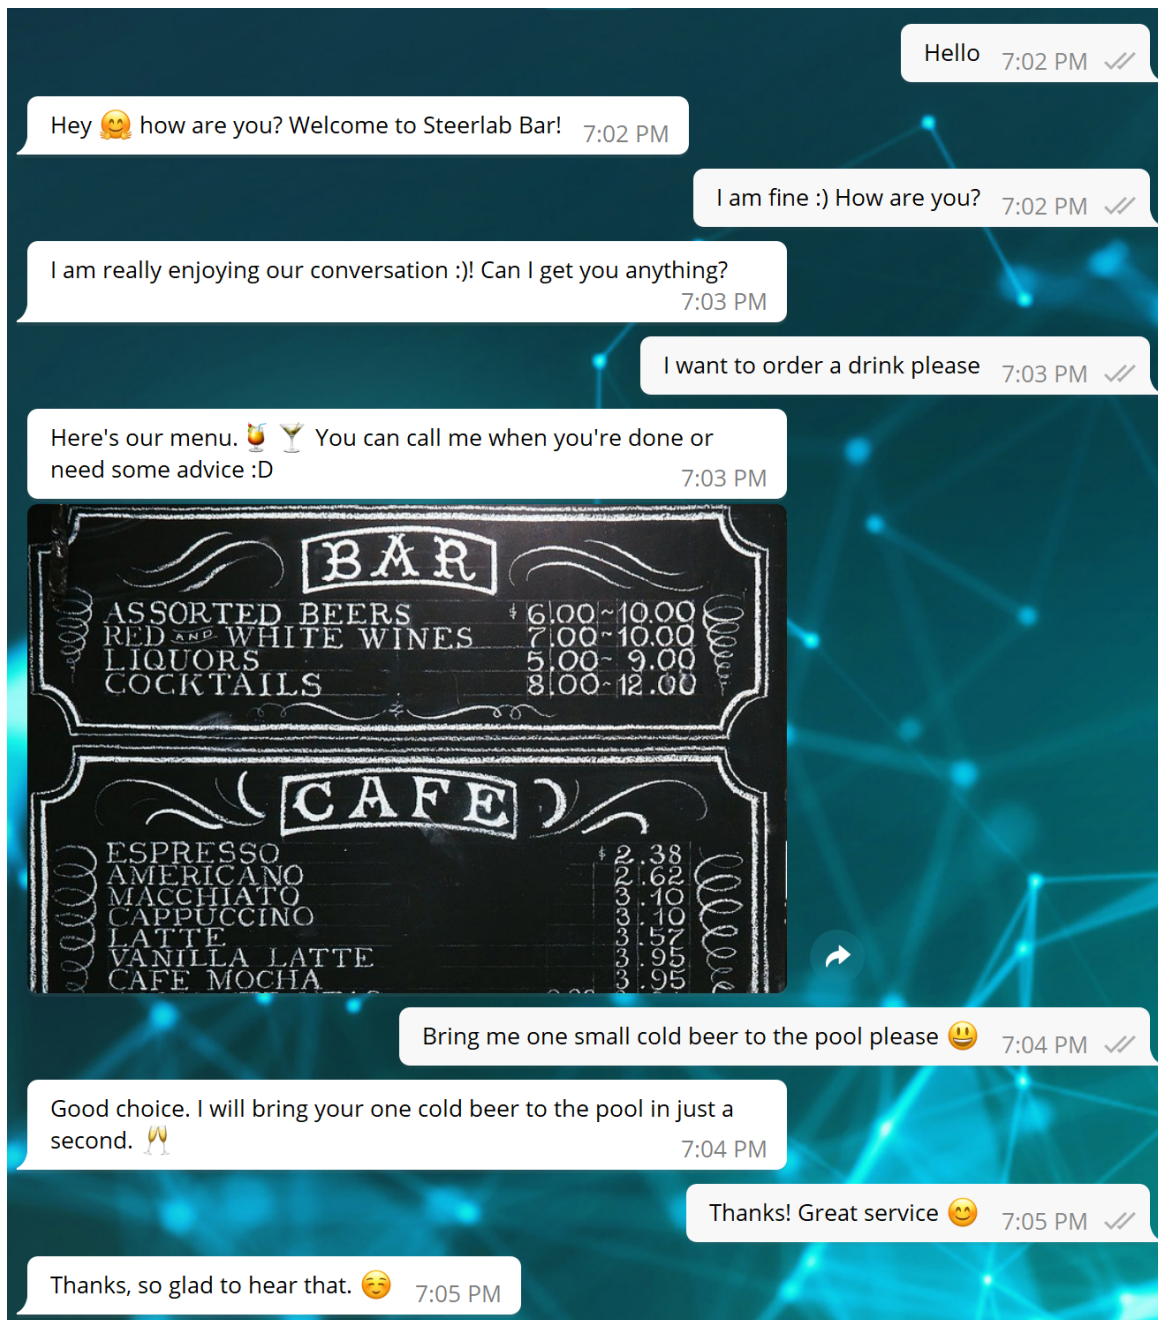 Hello 7:02 PM
Hey 🤗 how are you? Welcome to Steerlab Bar! 7:02 PM
I am fine :) How are you? 7:02 PM
I am really enjoying our conversation :)! Can I get you anything?
7:03 PM
I want to order a drink please 7:03 PM
Here's our menu. 🍹 🍸 You can call me when you're done or
need some advice :D 7:03 PM
BAR
ASSORTED BEERS $ 6.00~10.00
RED AND WHITE WINES 7.00~10.00
LIQUORS 5.00~ 9.00
COCKTAILS 8.00~12.00
CAFE
ESPRESSO $ 2.38
AMERICANO 2.62
MACCHIATO 3.10
CAPPUCCINO 3.10
LATTE 3.57
VANILLA LATTE 3.95
CAFE MOCHA 3.95
Bring me one small cold beer to the pool please 😃 7:04 PM
Good choice. I will bring your one cold beer to the pool in just a
second. 🥂 7:04 PM
Thanks! Great service 😊 7:05 PM
Thanks, so glad to hear that. ☺️ 7:05 PM